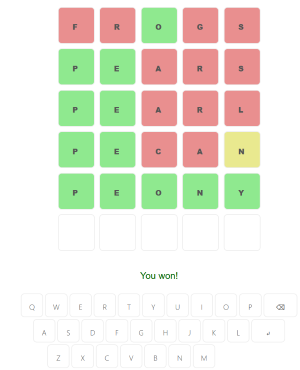 F R O G S
P E A R S
P E A R L
P E C A N
P E O N Y
You won!
Q W E R T Y U I O P ⌫
A S D F G H J K L ↵
Z X C V B N M